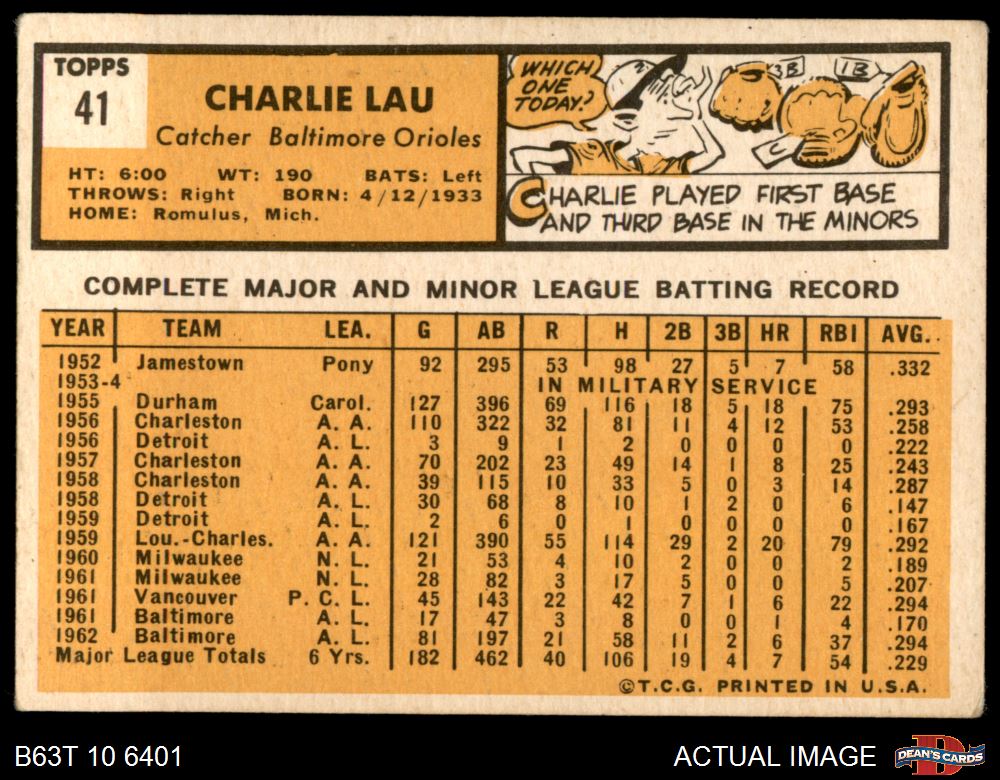 TOPPS
41
CHARLIE LAU
Catcher Baltimore Orioles
HT: 6:00 WT: 190 BATS: Left
THROWS: Right BORN: 4/12/1933
HOME: Romulus, Mich.
WHICH
ONE
TODAY?
3B
1B
C
CHARLIE PLAYED FIRST BASE
AND THIRD BASE IN THE MINORS
COMPLETE MAJOR AND MINOR LEAGUE BATTING RECORD
YEAR TEAM LEA. G AB R H 2B 3B HR RBI AVG.
1952 Jamestown Pony 92 295 53 98 27 5 7 58 .332
1953-4 IN MILITARY SERVICE
1955 Durham Carol. 127 396 69 116 18 5 18 75 .293
1956 Charleston A. A. 110 322 32 81 11 4 12 53 .258
1956 Detroit A. L. 3 9 1 2 0 0 0 0 .222
1957 Charleston A. A. 70 202 23 49 14 1 8 25 .243
1958 Charleston A. A. 39 115 10 33 5 0 3 14 .287
1958 Detroit A. L. 30 68 8 10 1 2 0 6 .147
1959 Detroit A. L. 2 6 0 1 0 0 0 0 .167
1959 Lou.-Charles. A. A. 121 390 55 114 29 2 20 79 .292
1960 Milwaukee N. L. 21 53 4 10 2 0 0 2 .189
1961 Milwaukee N. L. 28 82 3 17 5 0 0 5 .207
1961 Vancouver P. C. L. 45 143 22 42 7 1 6 22 .294
1961 Baltimore A. L. 17 47 3 8 0 0 1 4 .170
1962 Baltimore A. L. 81 197 21 58 11 2 6 37 .294
Major League Totals 6 Yrs. 182 462 40 106 19 4 7 54 .229
©T.C.G. PRINTED IN U.S.A.
B63T 10 6401
ACTUAL IMAGE
D
DEAN'S CARDS